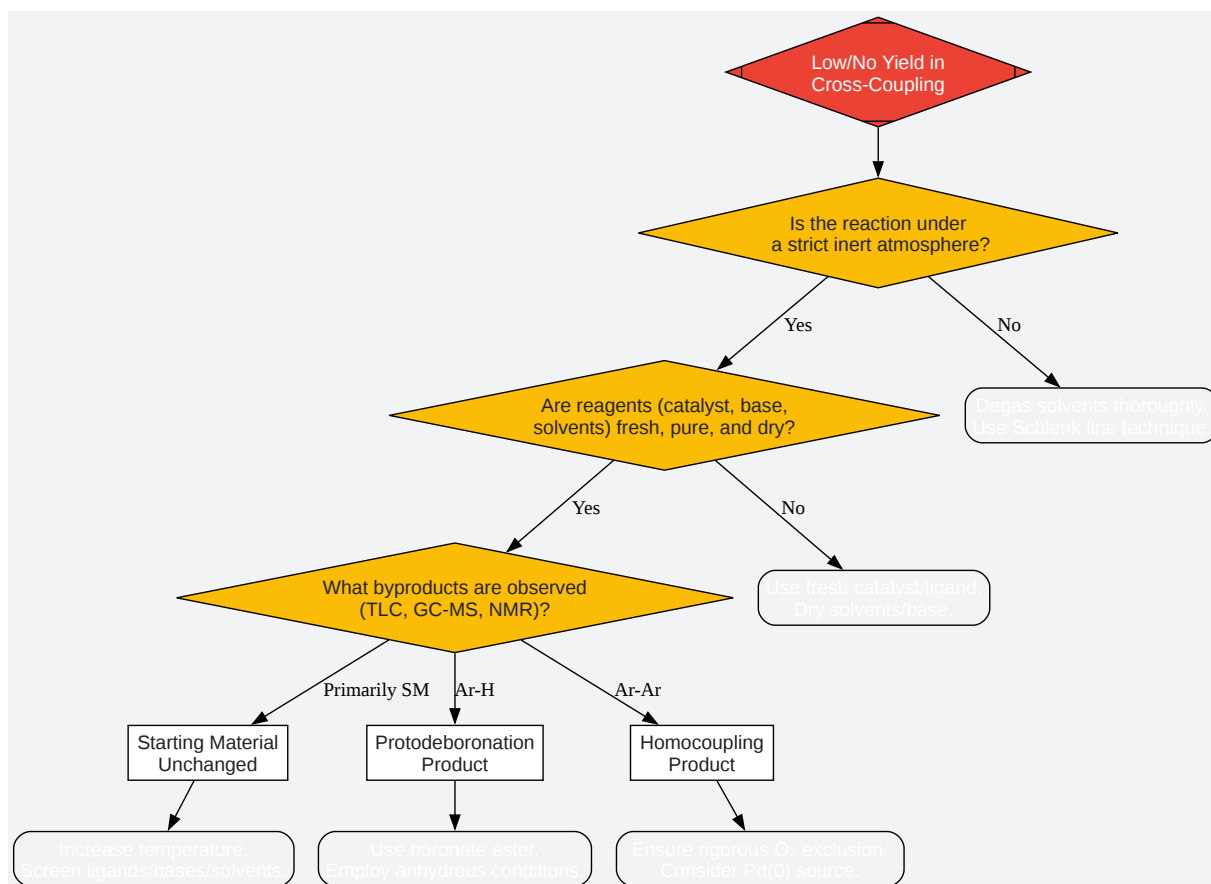 Low/No Yield in
Cross-Coupling
Is the reaction under
a strict inert atmosphere?
Yes
No
Are reagents (catalyst, base,
solvents) fresh, pure, and dry?
Degas solvents thoroughly.
Use Schlenk line technique.
Yes
No
What byproducts are observed
(TLC, GC-MS, NMR)?
Use fresh catalyst/ligand.
Dry solvents/base.
Primarily SM
Ar-H
Ar-Ar
Starting Material
Unchanged
Protodeboronation
Product
Homocoupling
Product
Increase temperature.
Screen ligands/bases/solvents.
Use boronate ester.
Employ anhydrous conditions.
Ensure rigorous O₂ exclusion.
Consider Pd(0) source.